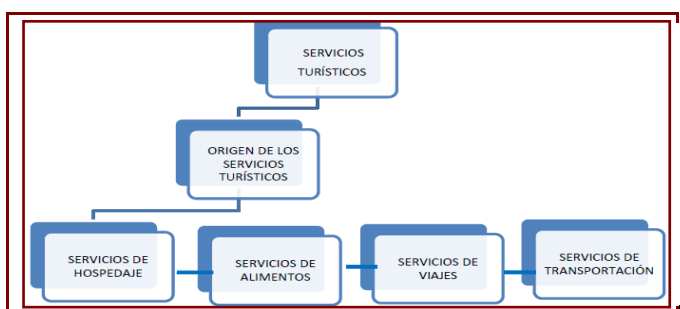 SERVICIOS
TURÍSTICOS
ORIGEN DE LOS
SERVICIOS
TURÍSTICOS
SERVICIOS DE
HOSPEDAJE
SERVICIOS DE
ALIMENTOS
SERVICIOS DE
VIAJES
SERVICIOS DE
TRANSPORTACIÓN